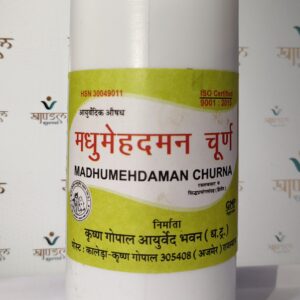 HSN 30049011
ISO Certified
9001 : 2015
आयुर्वेदिक औषध
मधुमेहदमन चूर्ण
MADHUMEHDAMAN CHURNA
GMP
निर्माता
कृष्ण गोपाल आयुर्वेद भवन ( ध.ट्र.)
पोस्ट : कालेड़ा-कृष्ण गोपाल 305408 ( अजमेर )